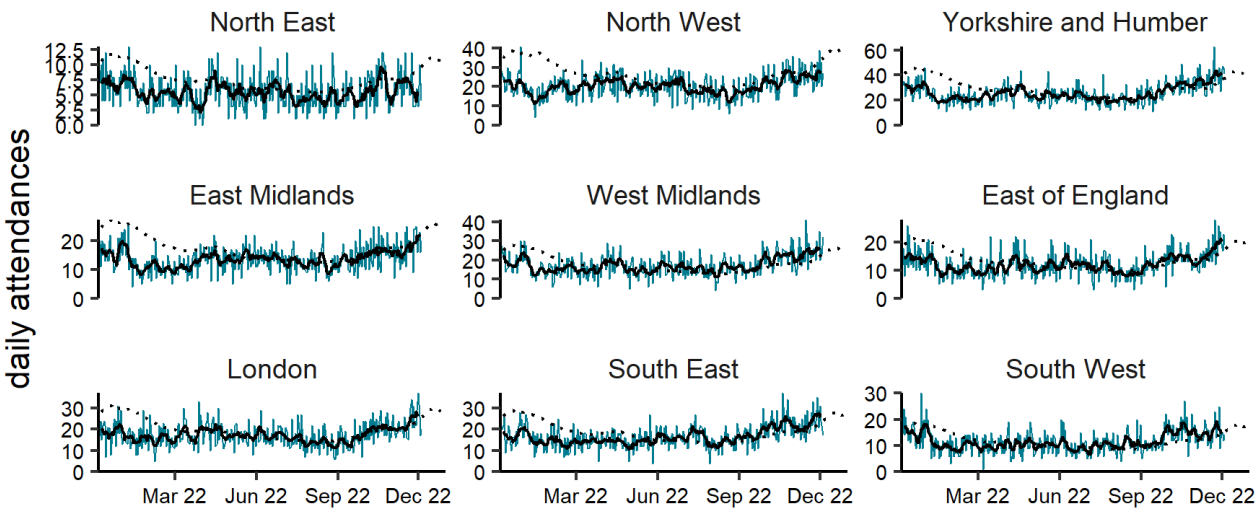 North East
North West
Yorkshire and Humber
12.5
10.0
7.5
5.0
2.5
0.0
40
30
20
10
0
60
40
20
0
daily attendances
East Midlands
West Midlands
East of England
20
10
0
40
30
20
10
0
20
10
0
London
South East
South West
30
20
10
0
30
20
10
0
30
20
10
0
Mar 22 Jun 22 Sep 22 Dec 22
Mar 22 Jun 22 Sep 22 Dec 22
Mar 22 Jun 22 Sep 22 Dec 22